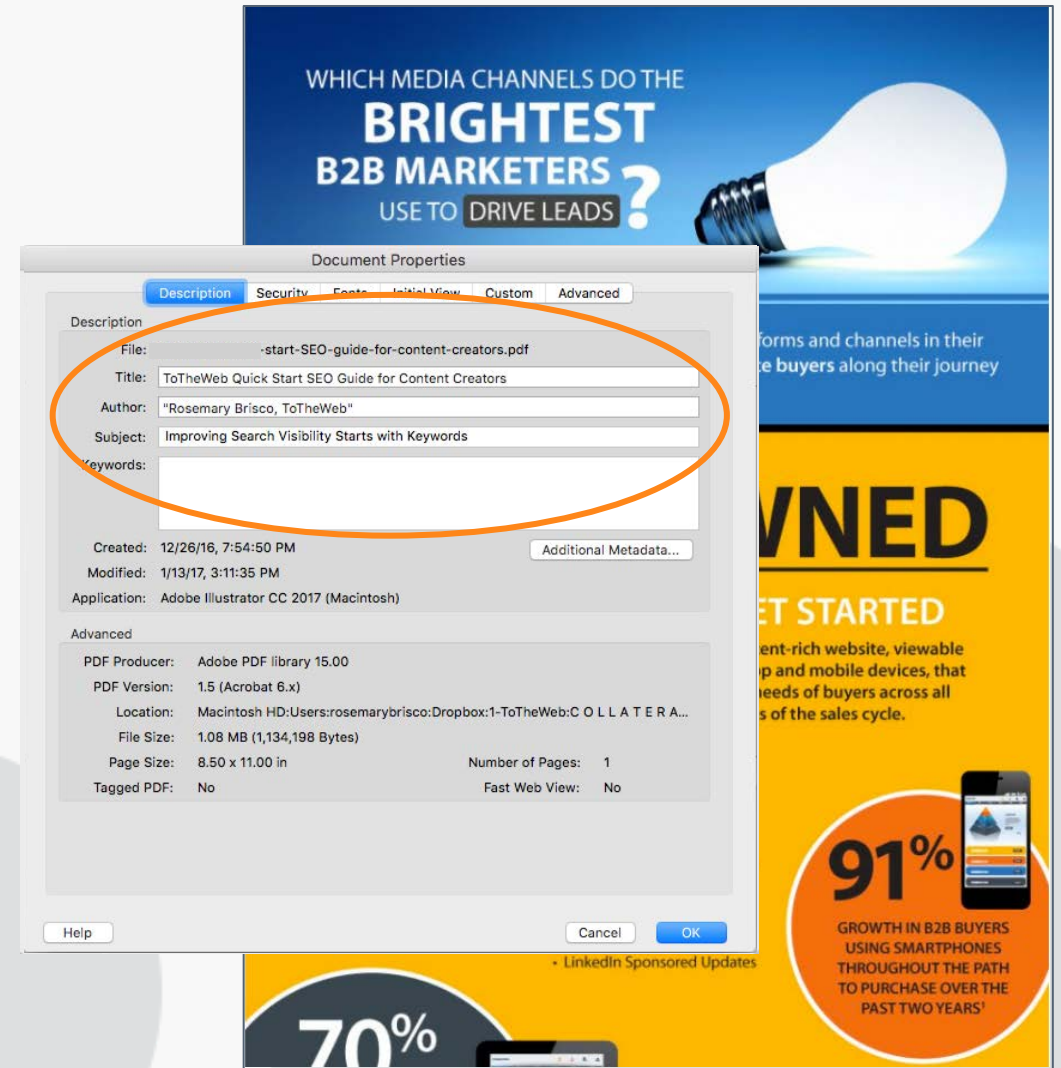 WHICH MEDIA CHANNELS DO THE
BRIGHTEST
B2B MARKETERS
USE TO DRIVE LEADS ?
Document Properties
Description Security Fonts Initial View Custom Advanced
Description
File: -start-SEO-guide-for-content-creators.pdf
Title: ToTheWeb Quick Start SEO Guide for Content Creators
Author: "Rosemary Brisco, ToTheWeb"
Subject: Improving Search Visibility Starts with Keywords
Keywords:
Created: 12/26/16, 7:54:50 PM
Additional Metadata...
Modified: 1/13/17, 3:11:35 PM
Application: Adobe Illustrator CC 2017 (Macintosh)
Advanced
PDF Producer: Adobe PDF library 15.00
PDF Version: 1.5 (Acrobat 6.x)
Location: Macintosh HD:Users:rosemarybrisco:Dropbox:1-ToTheWeb:C O L L A T E R A...
File Size: 1.08 MB (1,134,198 Bytes)
Page Size: 8.50 x 11.00 in Number of Pages: 1
Tagged PDF: No Fast Web View: No
Help Cancel OK
forms and channels in their
buyers along their journey
WNED
ET STARTED
ent-rich website, viewable
p and mobile devices, that
needs of buyers across all
s of the sales cycle.
91%
GROWTH IN B2B BUYERS
USING SMARTPHONES
THROUGHOUT THE PATH
TO PURCHASE OVER THE
PAST TWO YEARS¹
• LinkedIn Sponsored Updates
70%